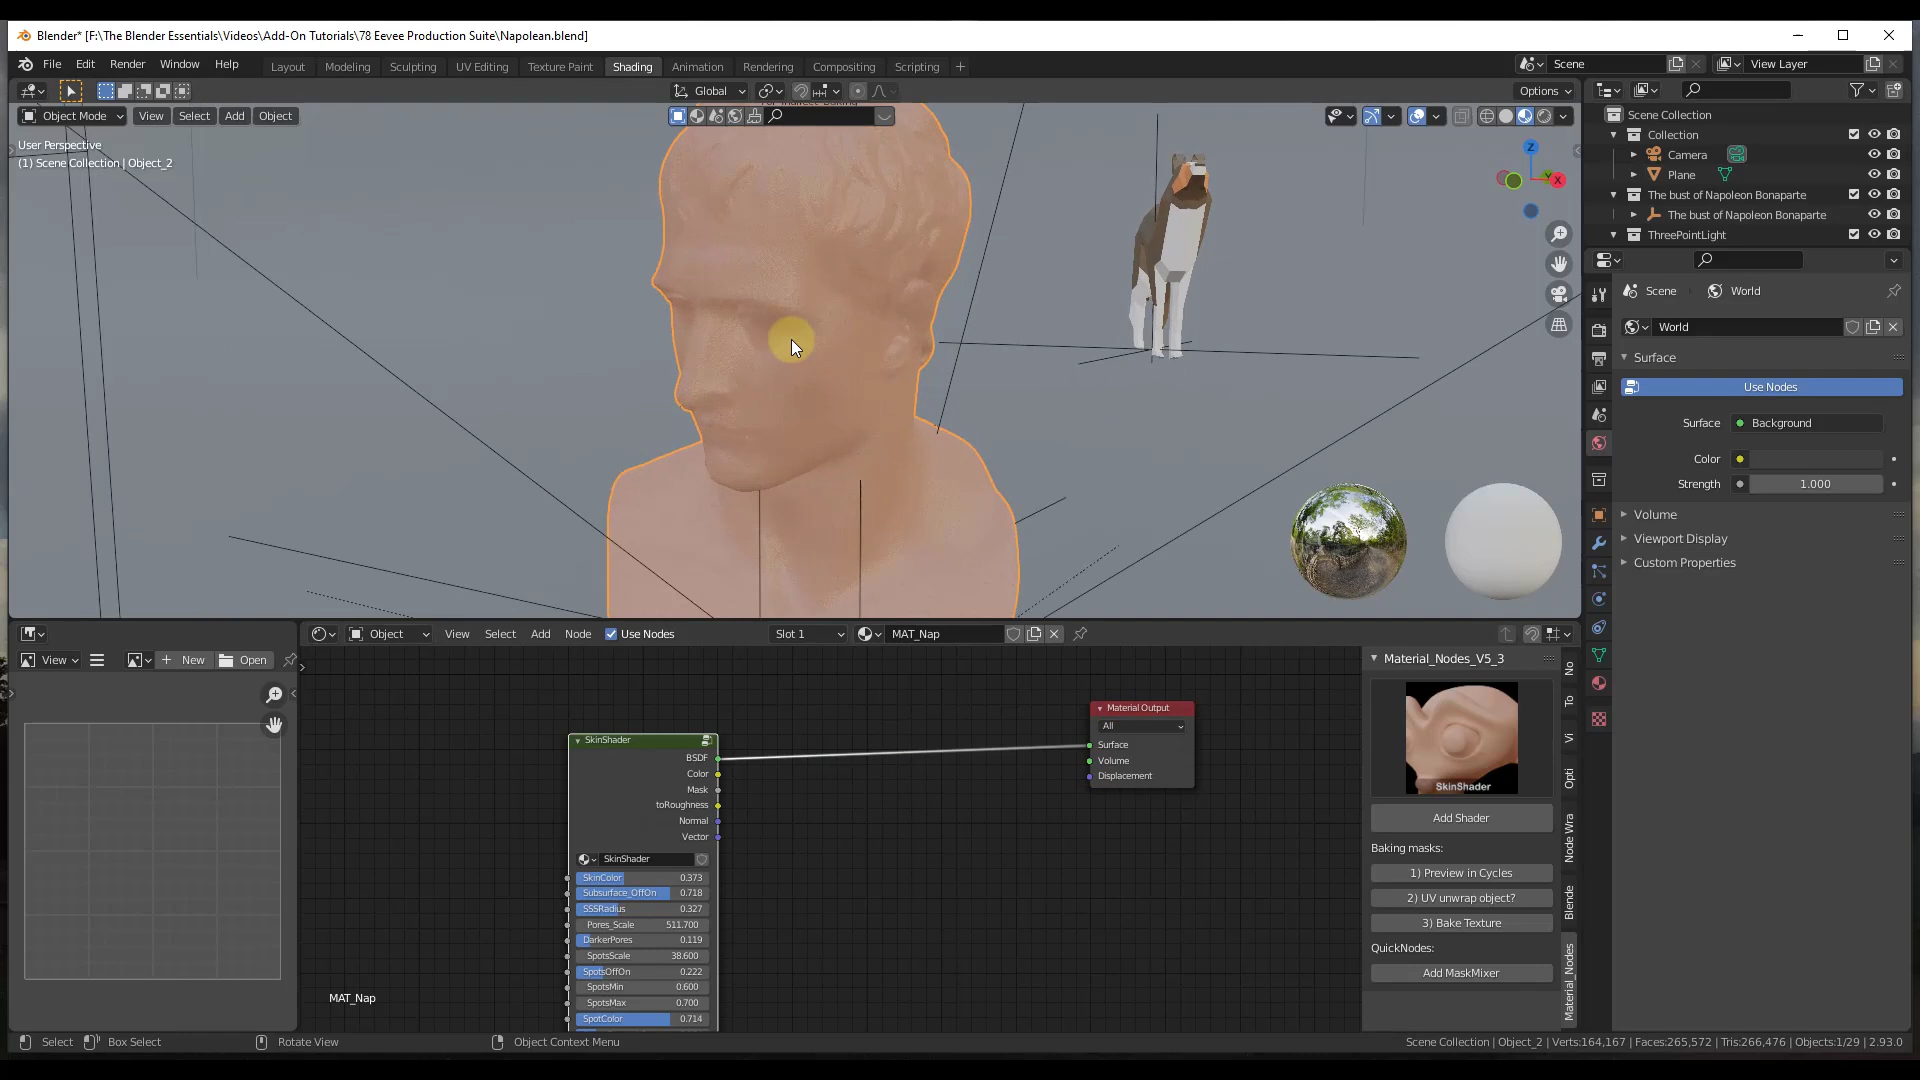 Blender* [F:\The Blender Essentials\Videos\Add-On Tutorials\78 Eevee Production Suite\Napolean.blend]
File Edit Render Window Help Layout Modeling Sculpting UV Editing Texture Paint Shading Animation Rendering Compositing Scripting + Scene View Layer
Global Options
Object Mode View Select Add Object
User Perspective
(1) Scene Collection | Object_2
Z
Y
X
Scene Collection
Collection
Camera
Plane
The bust of Napoleon Bonaparte
The bust of Napoleon Bonaparte
ThreePointLight
Scene World
World
Surface
Use Nodes
Surface Background
Color
Strength 1.000
Volume
Viewport Display
Custom Properties
View New Open
Object View Select Add Node Use Nodes Slot 1 MAT_Nap
SkinShader
BSDF
Color
Mask
toRoughness
Normal
Vector
SkinShader
SkinColor 0.373
Subsurface_OffOn 0.718
SSSRadius 0.327
Pores_Scale 511.700
DarkerPores 0.119
SpotsScale 38.600
SpotsOffOn 0.222
SpotsMin 0.600
SpotsMax 0.700
SpotColor 0.714
Material Output
All
Surface
Volume
Displacement
MAT_Nap
Material_Nodes_V5_3
SkinShader
Add Shader
Baking masks:
1) Preview in Cycles
2) UV unwrap object?
3) Bake Texture
QuickNodes:
Add MaskMixer
No
To
Vi
Opti
Node Wra
Blende
Material_Nodes
Select Box Select Rotate View Object Context Menu
Scene Collection | Object_2 | Verts:164,167 | Faces:265,572 | Tris:266,476 | Objects:1/29 | 2.93.0